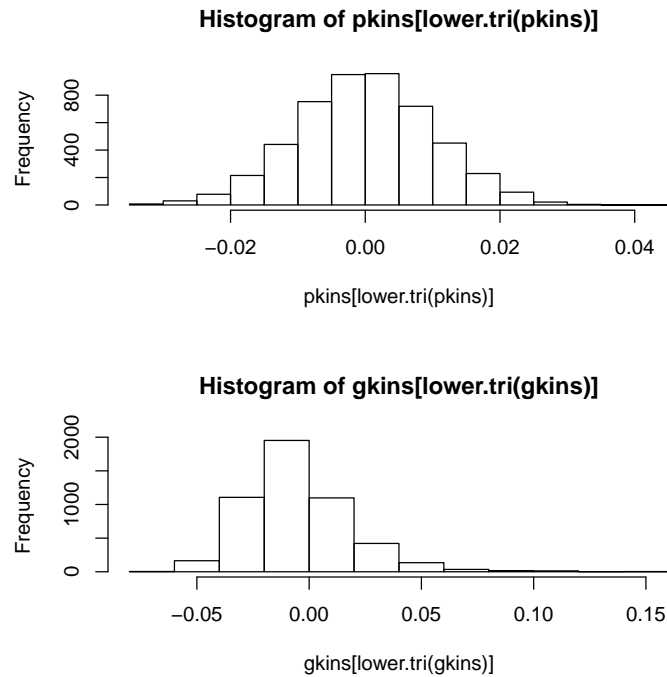 Histogram of pkins[lower.tri(pkins)]
Frequency
800
400
0
−0.02 0.00 0.02 0.04
pkins[lower.tri(pkins)]
Histogram of gkins[lower.tri(gkins)]
Frequency
2000
1000
0
−0.05 0.00 0.05 0.10 0.15
gkins[lower.tri(gkins)]